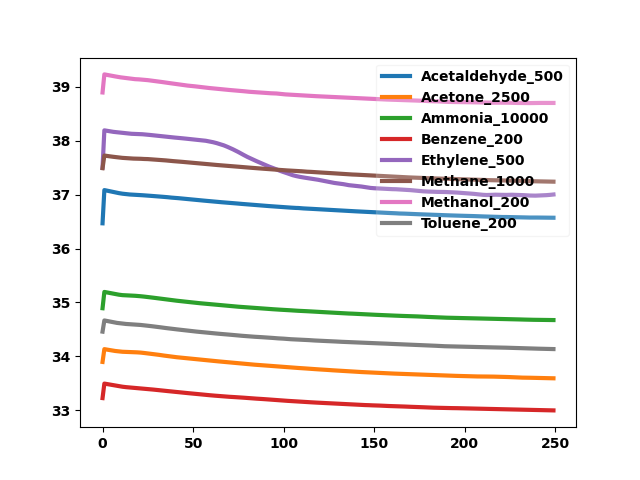 39
38
37
36
35
34
33
0 50 100 150 200 250
Acetaldehyde_500
Acetone_2500
Ammonia_10000
Benzene_200
Ethylene_500
Methane_1000
Methanol_200
Toluene_200